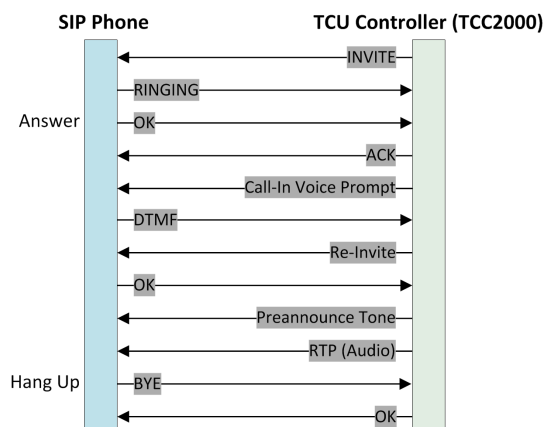 SIP Phone TCU Controller (TCC2000)
INVITE
RINGING
Answer OK
ACK
Call-In Voice Prompt
DTMF
Re-Invite
OK
Preannounce Tone
RTP (Audio)
Hang Up BYE
OK